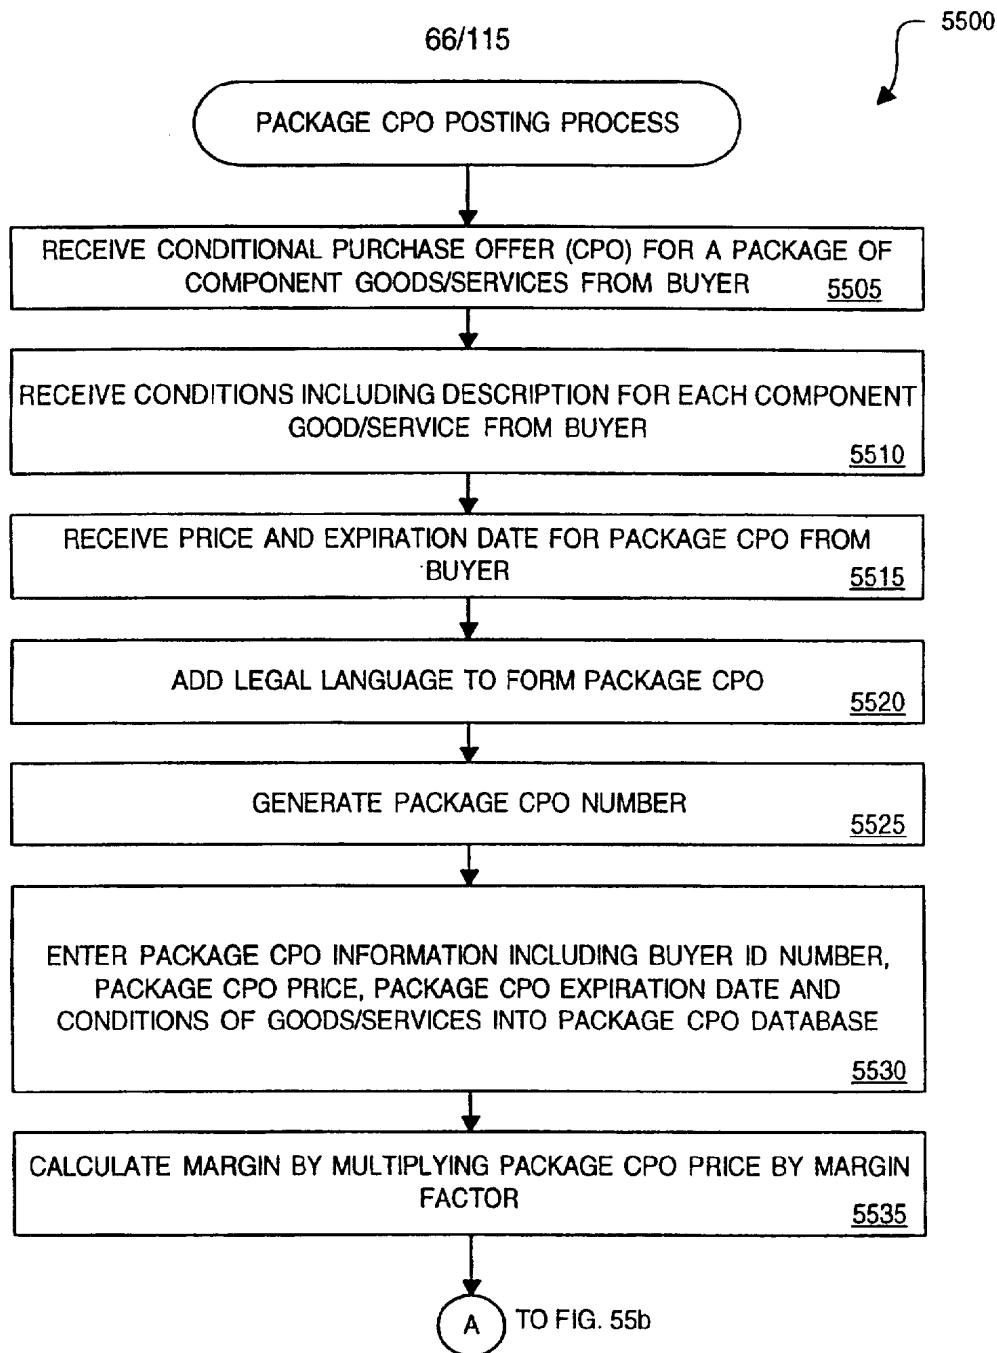 5500
66/115
PACKAGE CPO POSTING PROCESS
RECEIVE CONDITIONAL PURCHASE OFFER (CPO) FOR A PACKAGE OF
COMPONENT GOODS/SERVICES FROM BUYER 5505
RECEIVE CONDITIONS INCLUDING DESCRIPTION FOR EACH COMPONENT
GOOD/SERVICE FROM BUYER
5510
RECEIVE PRICE AND EXPIRATION DATE FOR PACKAGE CPO FROM
BUYER 5515
ADD LEGAL LANGUAGE TO FORM PACKAGE CPO
5520
GENERATE PACKAGE CPO NUMBER
5525
ENTER PACKAGE CPO INFORMATION INCLUDING BUYER ID NUMBER,
PACKAGE CPO PRICE, PACKAGE CPO EXPIRATION DATE AND
CONDITIONS OF GOODS/SERVICES INTO PACKAGE CPO DATABASE
5530
CALCULATE MARGIN BY MULTIPLYING PACKAGE CPO PRICE BY MARGIN
FACTOR 5535
A TO FIG. 55b